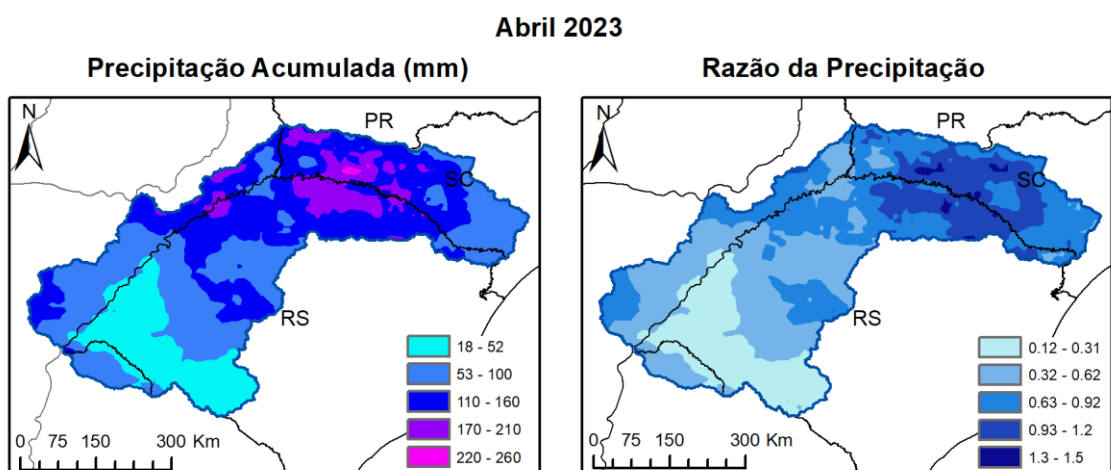 Abril 2023
Precipitação Acumulada (mm)
N
PR
SC
RS
18 - 52
53 - 100
110 - 160
170 - 210
220 - 260
0 75 150 300 Km
Razão da Precipitação
N
PR
SC
RS
0.12 - 0.31
0.32 - 0.62
0.63 - 0.92
0.93 - 1.2
1.3 - 1.5
0 75 150 300 Km